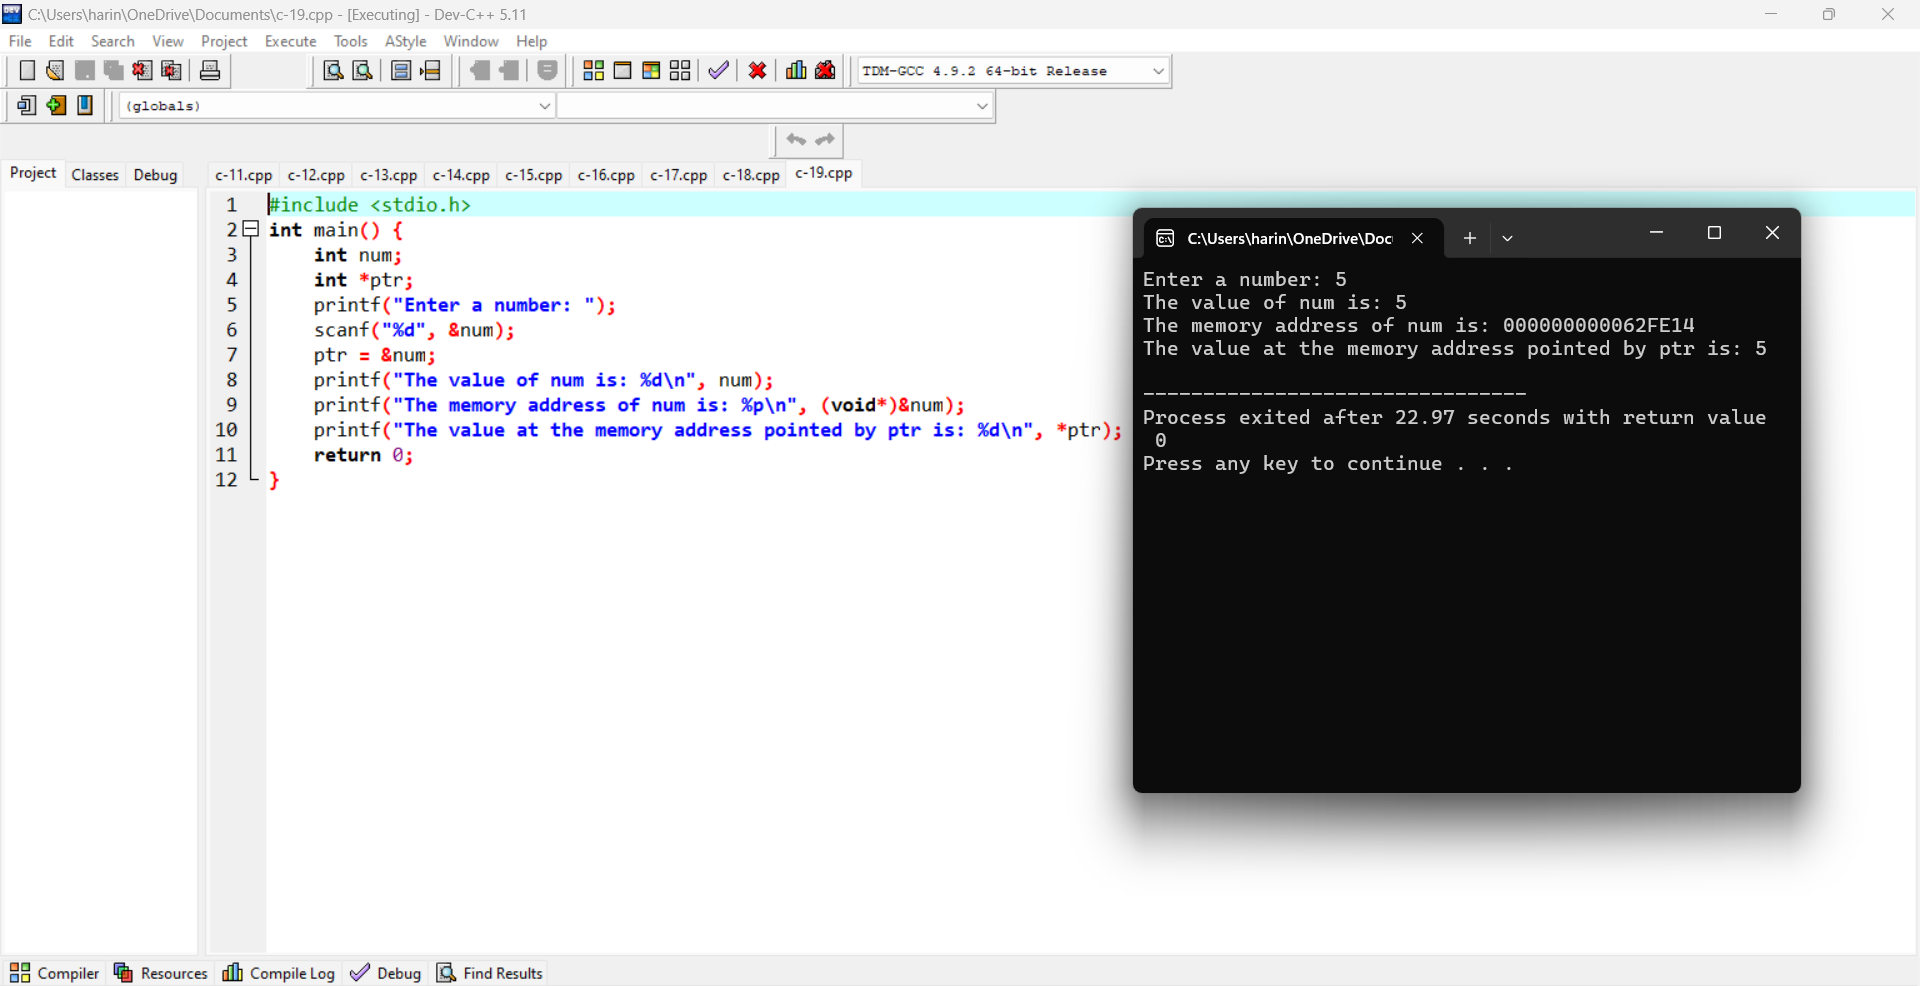 C:\Users\harin\OneDrive\Documents\c-19.cpp - [Executing] - Dev-C++ 5.11
File Edit Search View Project Execute Tools AStyle Window Help
TDM-GCC 4.9.2 64-bit Release
(globals)
Project Classes Debug
c-11.cpp c-12.cpp c-13.cpp c-14.cpp c-15.cpp c-16.cpp c-17.cpp c-18.cpp c-19.cpp
1 #include <stdio.h>
2 int main() {
3     int num;
4     int *ptr;
5     printf("Enter a number: ");
6     scanf("%d", &num);
7     ptr = &num;
8     printf("The value of num is: %d\n", num);
9     printf("The memory address of num is: %p\n", (void*)&num);
10     printf("The value at the memory address pointed by ptr is: %d\n", *ptr);
11     return 0;
12 }
C:\Users\harin\OneDrive\Doc
Enter a number: 5
The value of num is: 5
The memory address of num is: 000000000062FE14
The value at the memory address pointed by ptr is: 5
--------------------------------
Process exited after 22.97 seconds with return value
0
Press any key to continue . . .
Compiler Resources Compile Log Debug Find Results